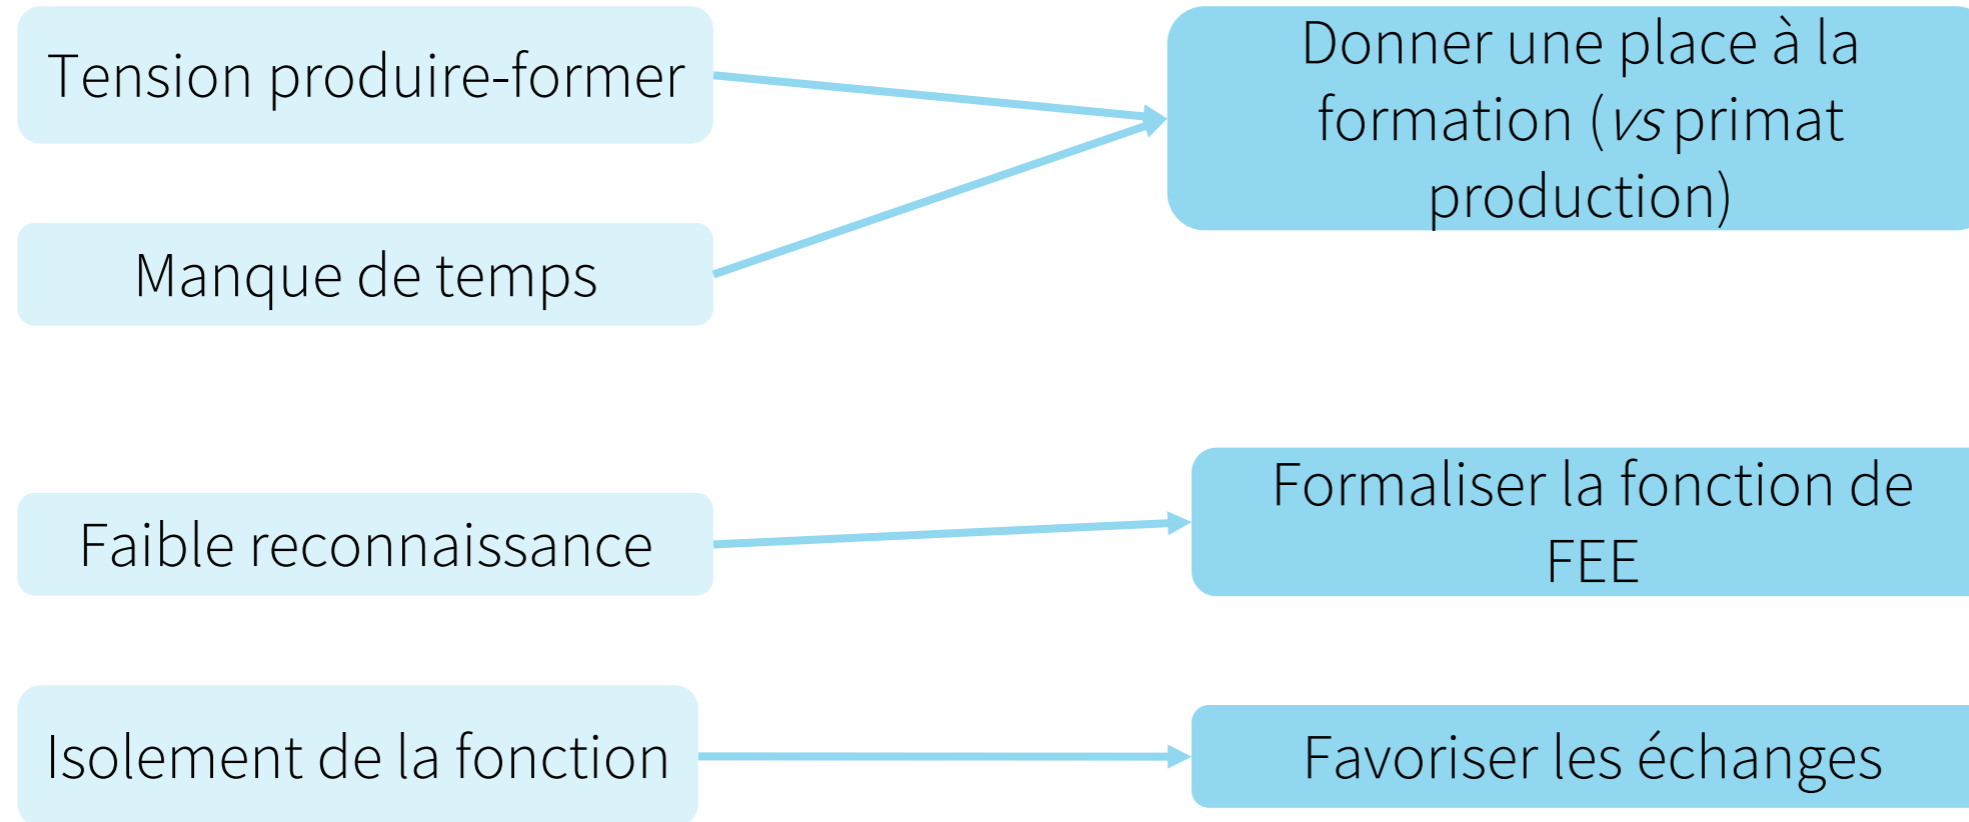 Tension produire-former
Donner une place à la
formation (vs primat
production)
Manque de temps
Faible reconnaissance
Formaliser la fonction de
FEE
Isolement de la fonction
Favoriser les échanges